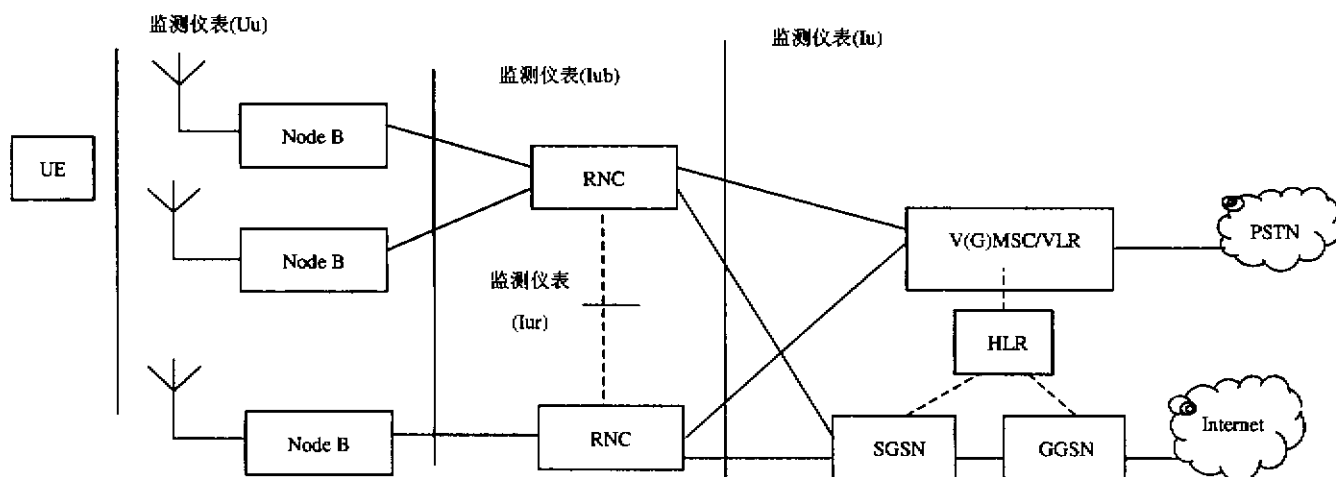 监测仪表(Uu)
监测仪表(Iu)
监测仪表(Iub)
Node B
UE
RNC
Node B
V(G)MSC/VLR
PSTN
监测仪表
(Iur)
HLR
Node B
RNC
SGSN
GGSN
Internet